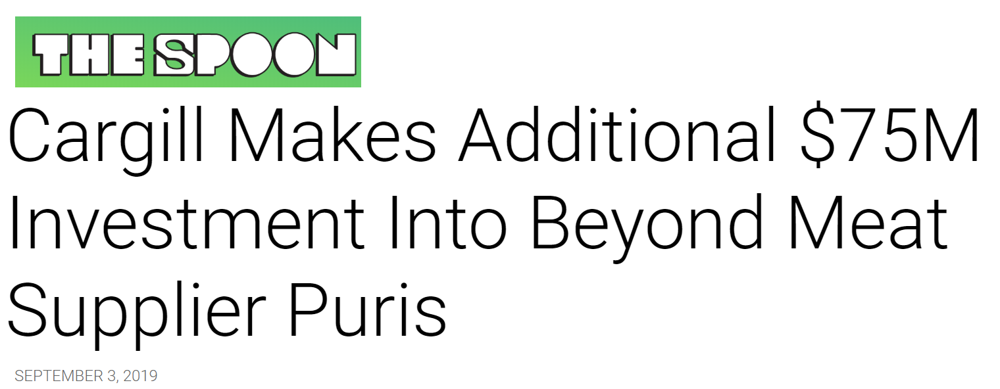 THE SPOON
Cargill Makes Additional $75M
Investment Into Beyond Meat
Supplier Puris
SEPTEMBER 3, 2019